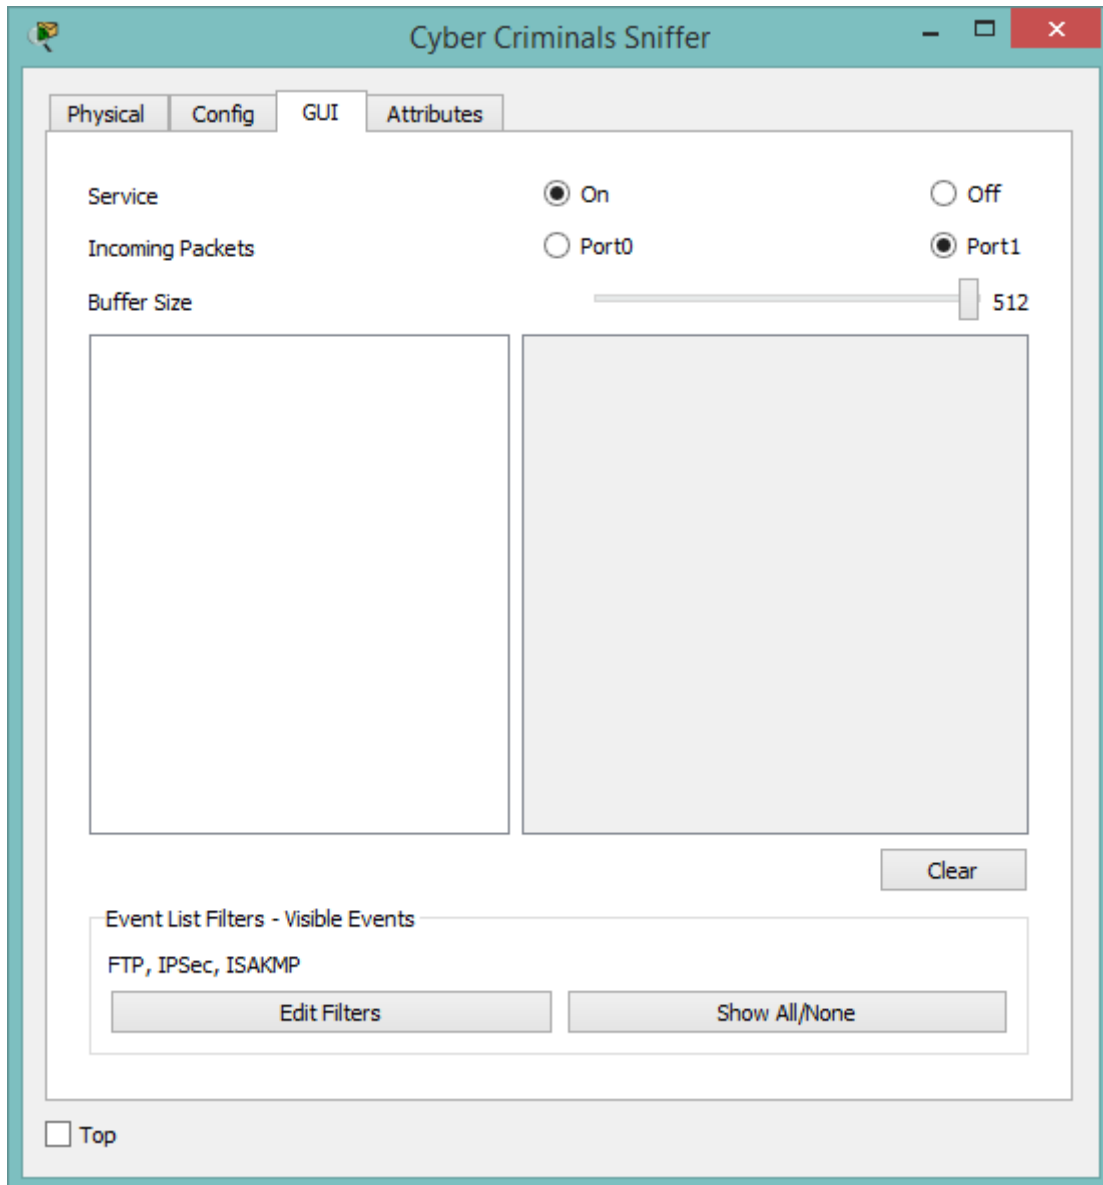 Cyber Criminals Sniffer
Physical Config GUI Attributes
Service On Off
Incoming Packets Port0 Port1
Buffer Size 512
Clear
Event List Filters - Visible Events
FTP, IPSec, ISAKMP
Edit Filters Show All/None
Top